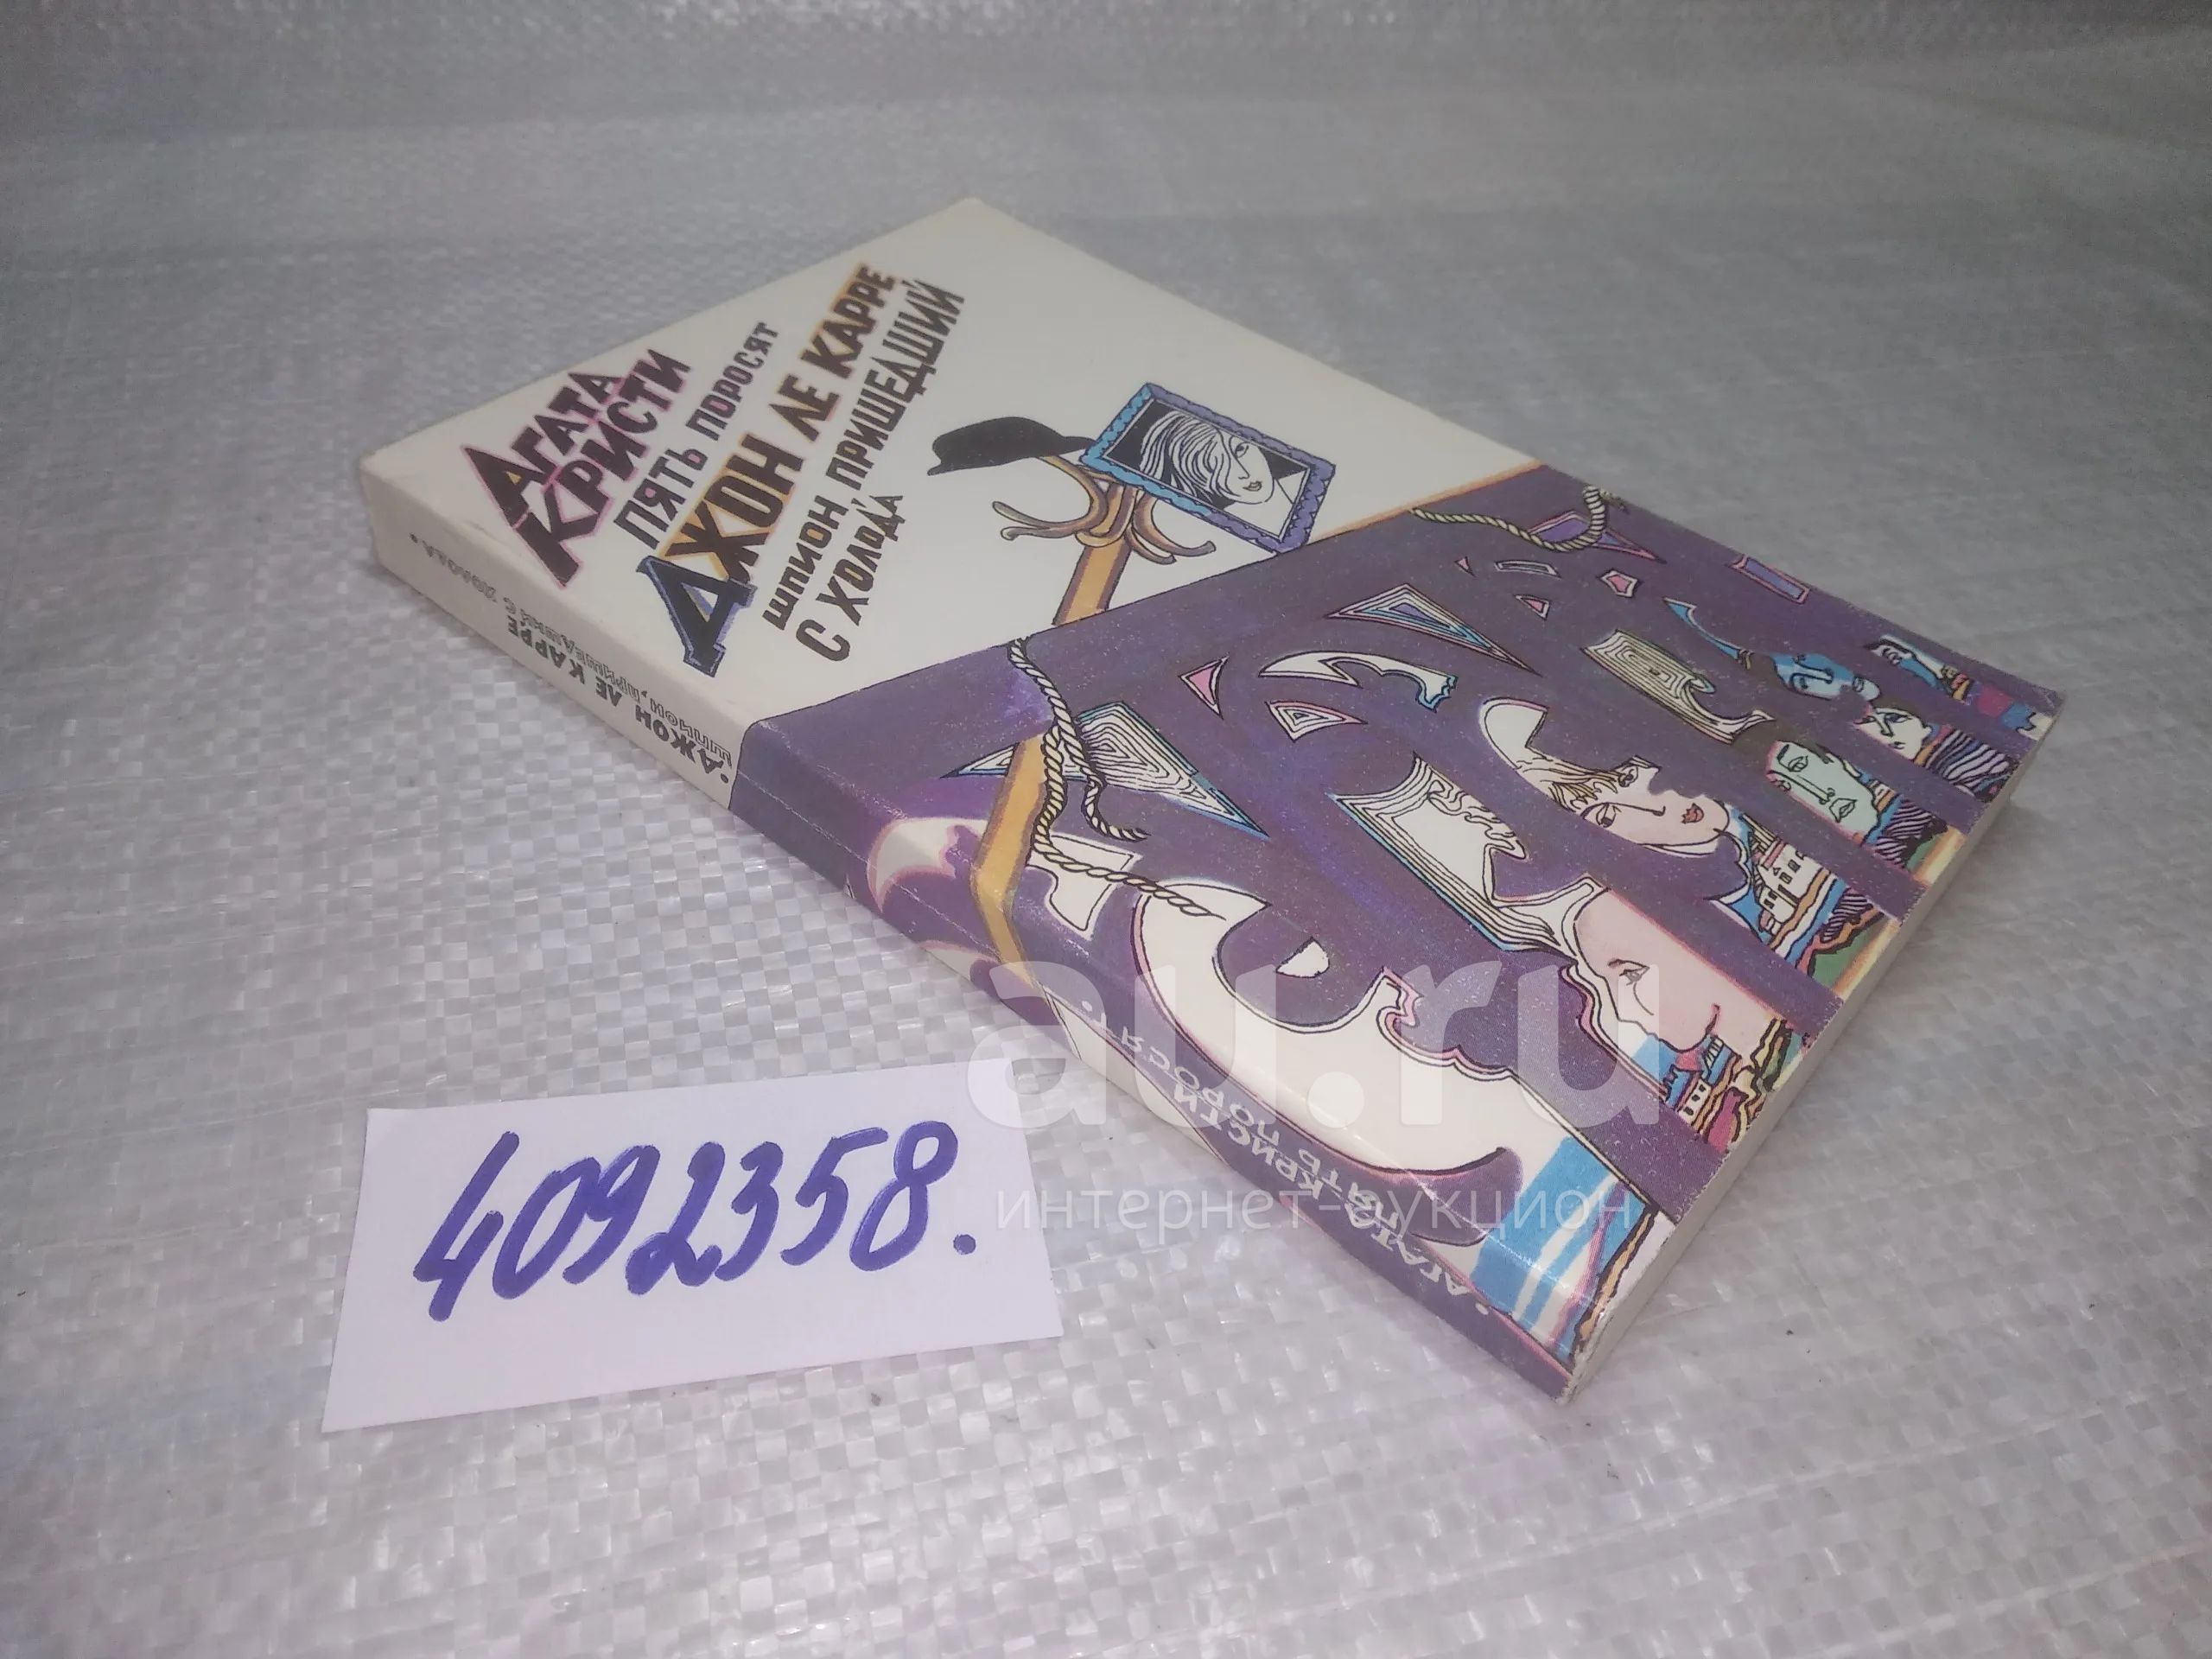 АГАТА
КРИСТИ
ПЯТЬ ПОРОСЯТ
ДЖОН ЛЕ КАРРЕ
ШПИОН, ПРИШЕДШИЙ
С ХОЛОДА
• ДЖОН ЛЕ КАРРЕ
ШПИОН, ПРИШЕДШИЙ С ХОЛОДА •
• АГАТА КРИСТИ
ПЯТЬ ПОРОСЯТ •
4092358.
au.ru
интернет-аукцион